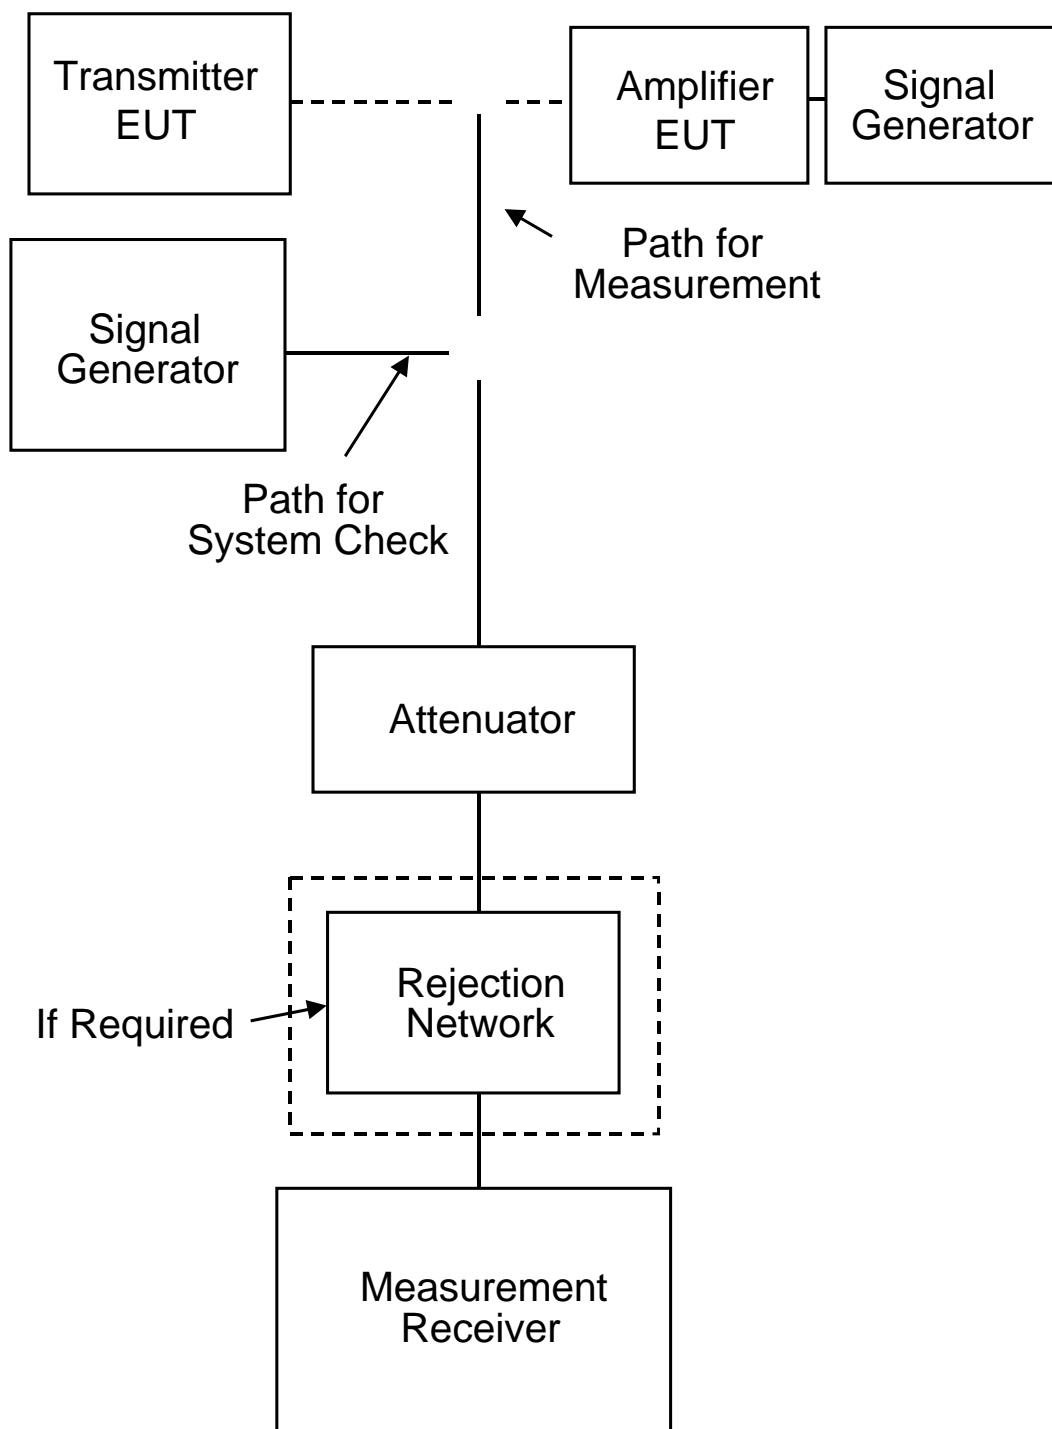 Transmitter
EUT
Amplifier
EUT
Signal
Generator
Path for
Measurement
Signal
Generator
Path for
System Check
Attenuator
Rejection
Network
If Required
Measurement
Receiver